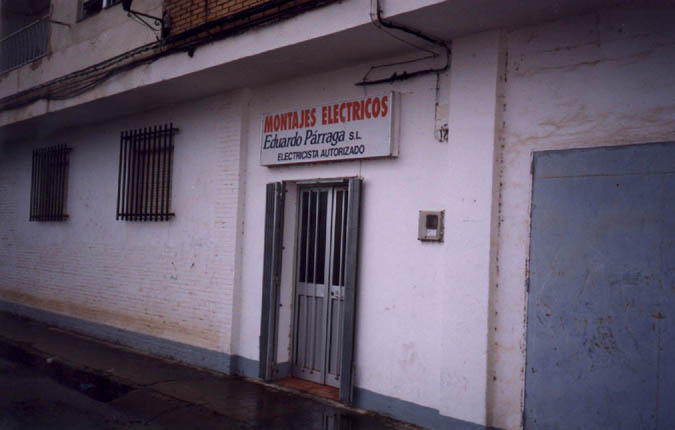 MONTAJES ELECTRICOS
Eduardo Párraga S.L.
ELECTRICISTA AUTORIZADO